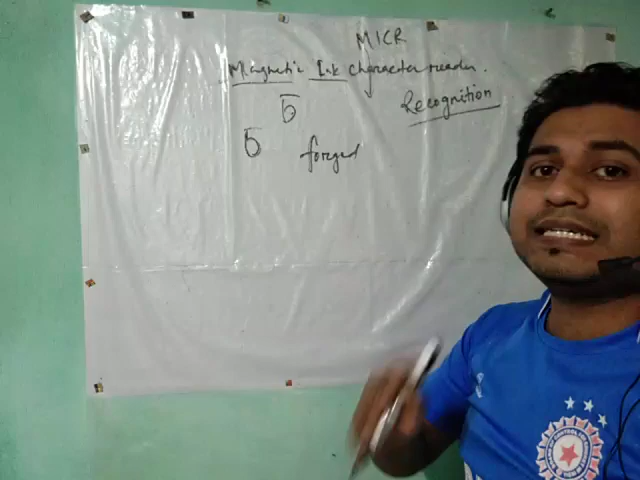 MICR
Magnetic Ink Character reader.
Recognition
চ
চ forged